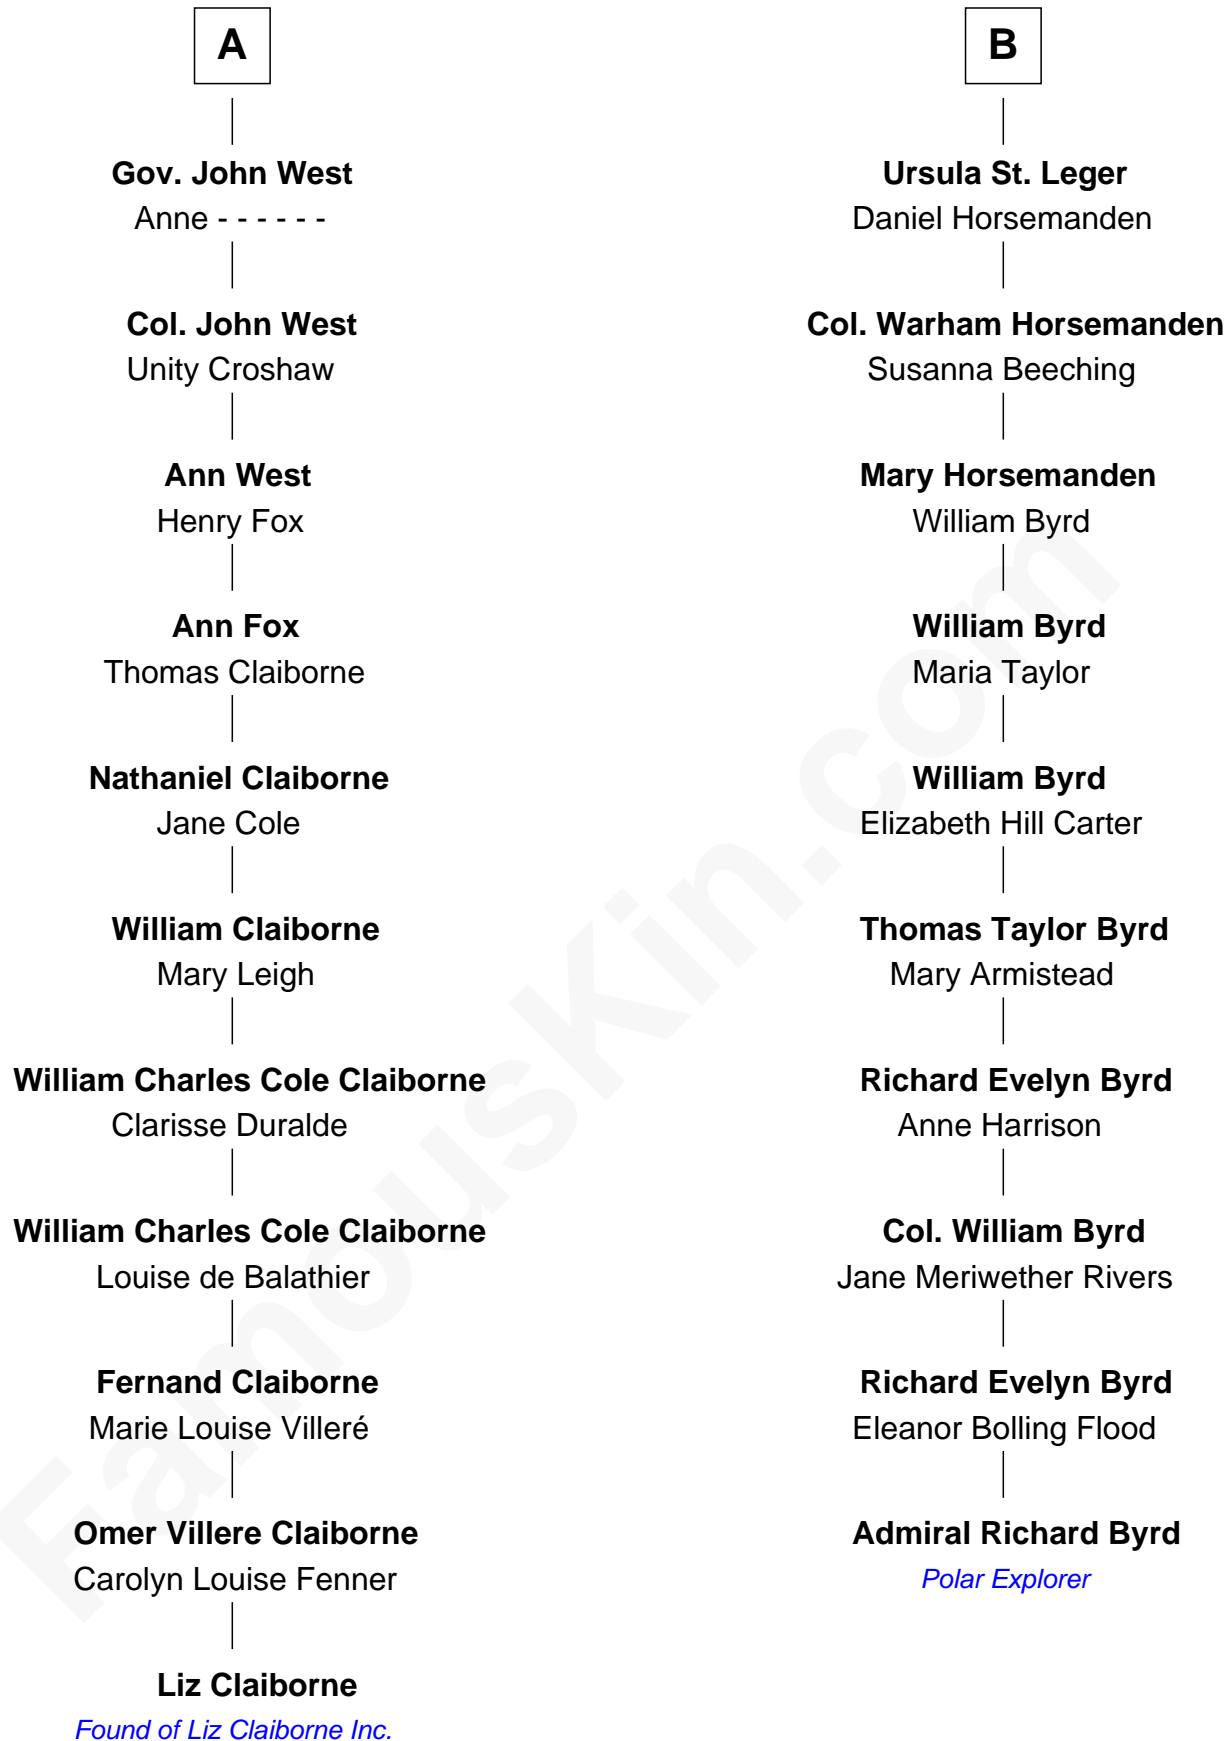 A
Gov. John West
Anne - - - - - -
Col. John West
Unity Croshaw
Ann West
Henry Fox
Ann Fox
Thomas Claiborne
Nathaniel Claiborne
Jane Cole
William Claiborne
Mary Leigh
William Charles Cole Claiborne
Clarisse Duralde
William Charles Cole Claiborne
Louise de Balathier
Fernand Claiborne
Marie Louise Villeré
Omer Villere Claiborne
Carolyn Louise Fenner
Liz Claiborne
Found of Liz Claiborne Inc.
B
Ursula St. Leger
Daniel Horsemanden
Col. Warham Horsemanden
Susanna Beeching
Mary Horsemanden
William Byrd
William Byrd
Maria Taylor
William Byrd
Elizabeth Hill Carter
Thomas Taylor Byrd
Mary Armistead
Richard Evelyn Byrd
Anne Harrison
Col. William Byrd
Jane Meriwether Rivers
Richard Evelyn Byrd
Eleanor Bolling Flood
Admiral Richard Byrd
Polar Explorer
FamousKin.com